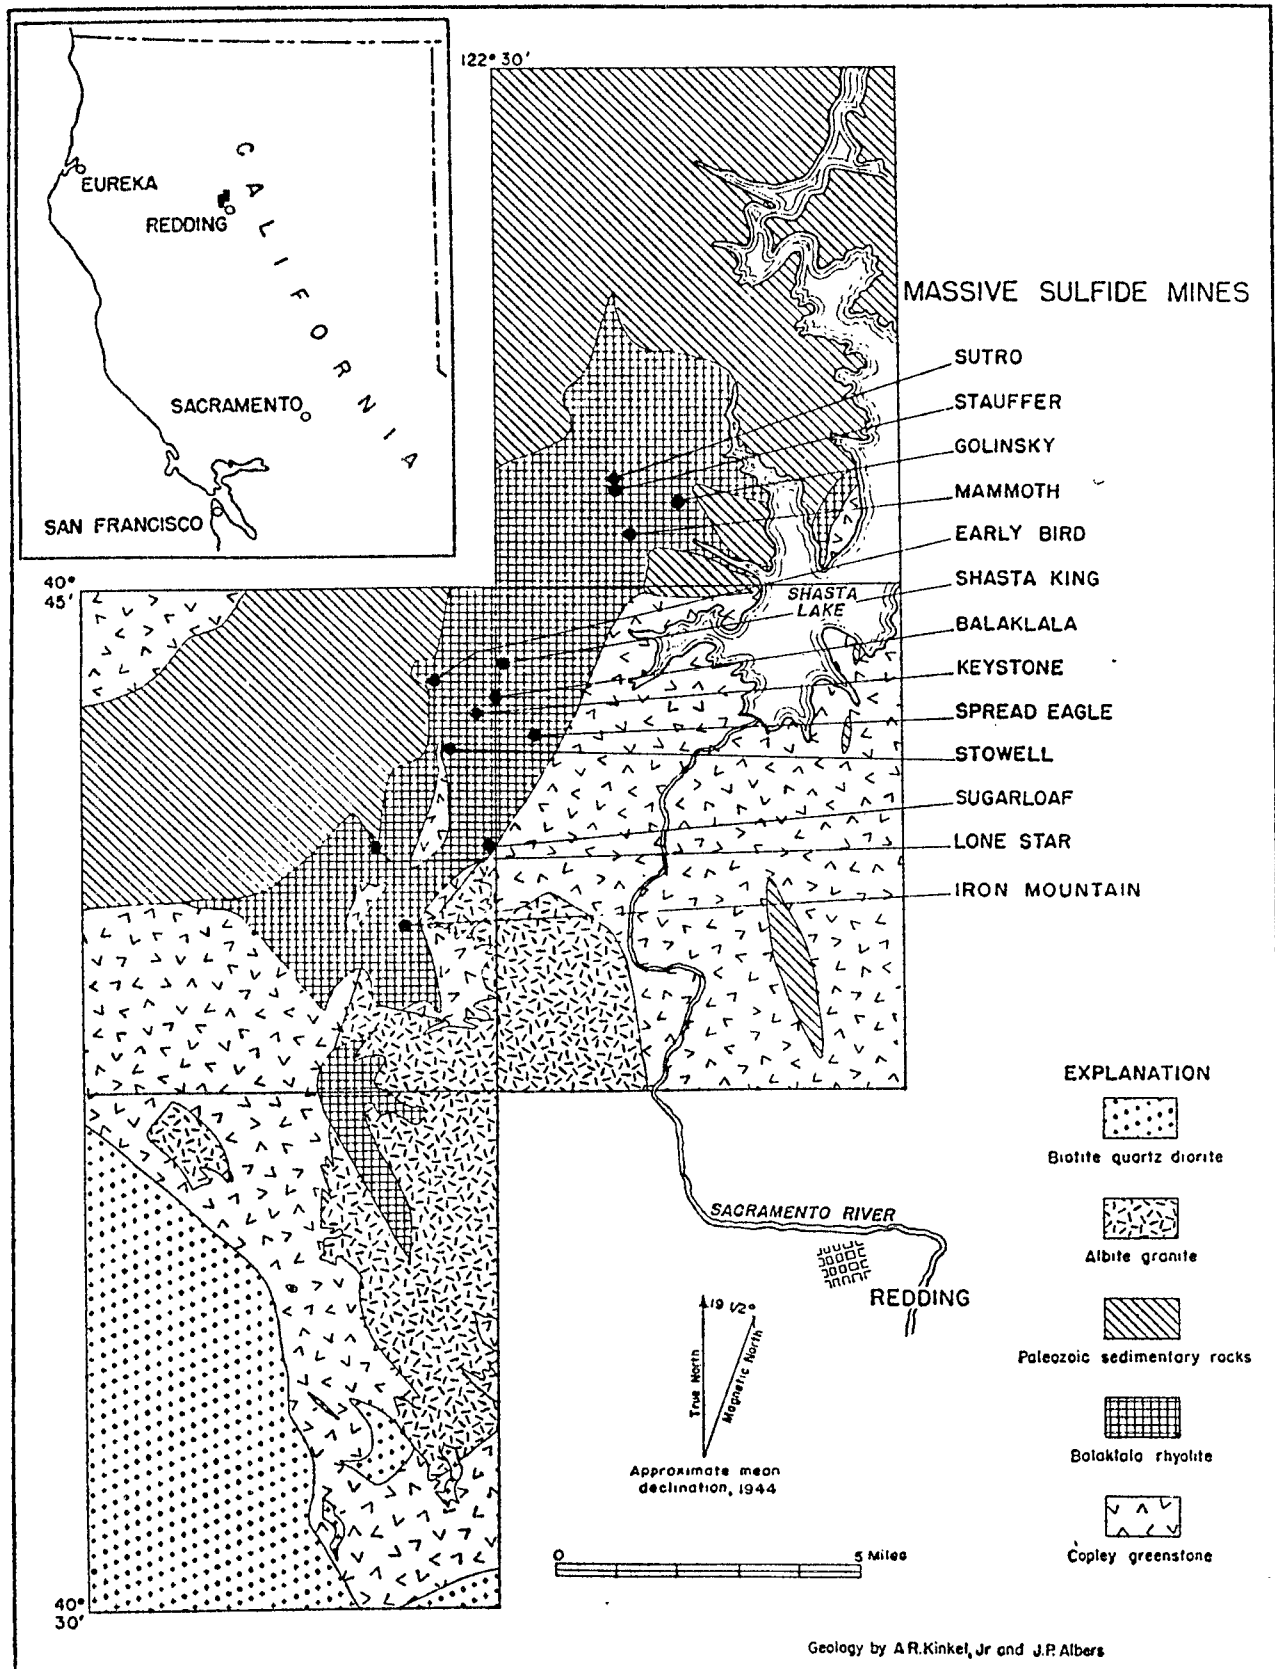 122° 30'
CALIFORNIA
EUREKA
REDDING
SACRAMENTO
SAN FRANCISCO
MASSIVE SULFIDE MINES
SUTRO
STAUFFER
GOLINSKY
MAMMOTH
EARLY BIRD
SHASTA KING
BALAKLALA
KEYSTONE
SPREAD EAGLE
STOWELL
SUGARLOAF
LONE STAR
IRON MOUNTAIN
40°
45'
SHASTA
LAKE
EXPLANATION
Biotite quartz diorite
Albite granite
Paleozoic sedimentary rocks
Balaklala rhyolite
Copley greenstone
SACRAMENTO RIVER
REDDING
19 1/2°
True North
Magnetic North
Approximate mean
declination, 1944
0 5 Miles
40°
30'
Geology by A.R. Kinkel, Jr and J.P. Albers